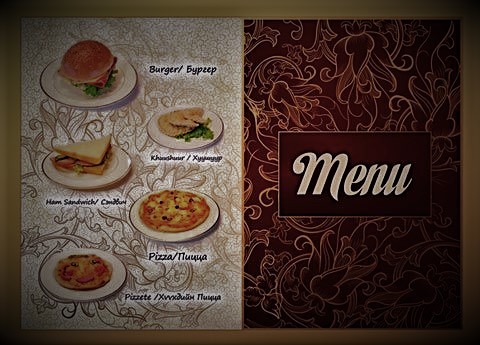 Burger/ Бургер
Khuushuur / Хуушуур
Ham Sandwich/ Сэндвич
Pizza/Пицца
Pizzete /Хүүхдийн Пицца
Menu